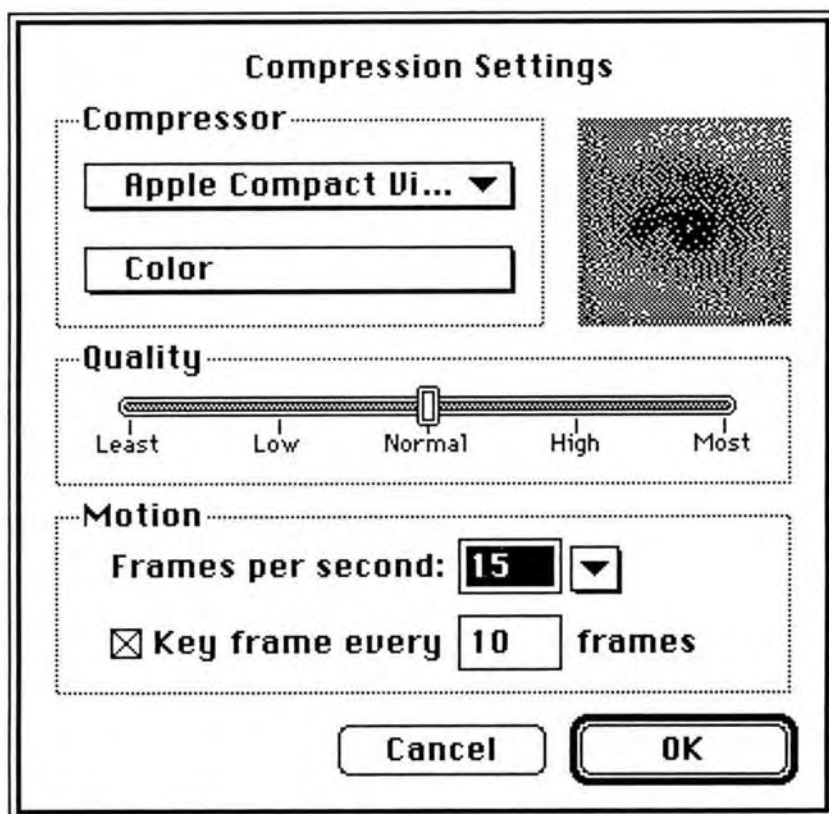 Compression Settings
Compressor
Apple Compact Vi...
Color
Quality
Least Low Normal High Most
Motion
Frames per second: 15
Key frame every 10 frames
Cancel OK